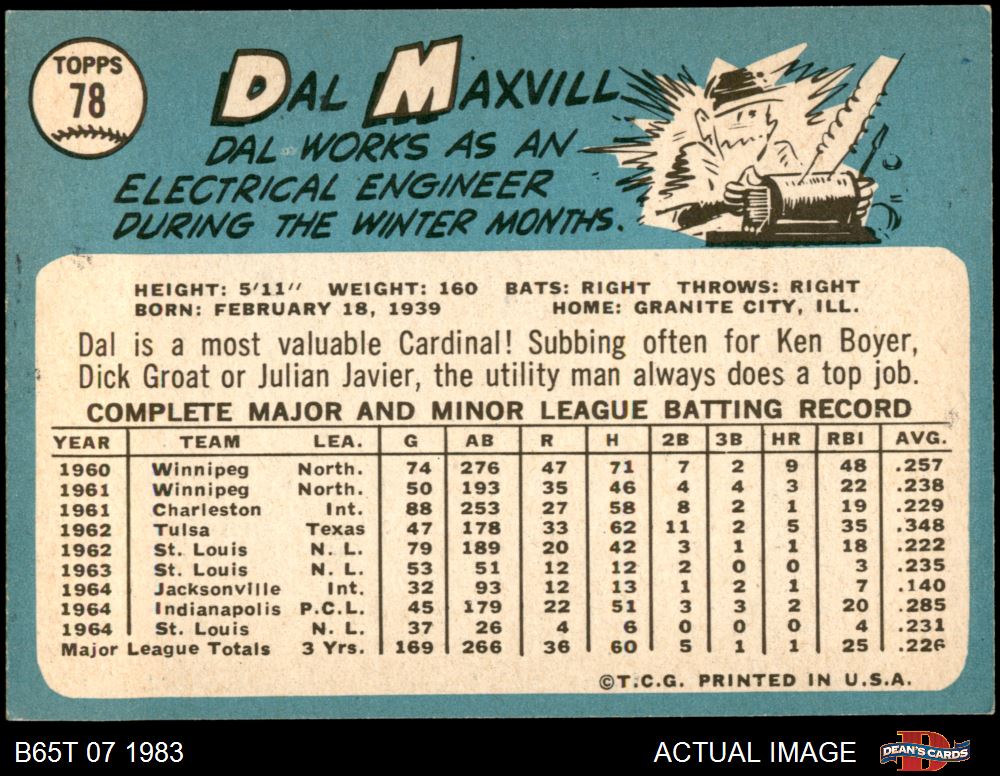 TOPPS
78
DAL MAXVILL
DAL WORKS AS AN
ELECTRICAL ENGINEER
DURING THE WINTER MONTHS.
HEIGHT: 5'11" WEIGHT: 160 BATS: RIGHT THROWS: RIGHT
BORN: FEBRUARY 18, 1939 HOME: GRANITE CITY, ILL.
Dal is a most valuable Cardinal! Subbing often for Ken Boyer,
Dick Groat or Julian Javier, the utility man always does a top job.
COMPLETE MAJOR AND MINOR LEAGUE BATTING RECORD
YEAR TEAM LEA. G AB R H 2B 3B HR RBI AVG.
1960 Winnipeg North. 74 276 47 71 7 2 9 48 .257
1961 Winnipeg North. 50 193 35 46 4 4 3 22 .238
1961 Charleston Int. 88 253 27 58 8 2 1 19 .229
1962 Tulsa Texas 47 178 33 62 11 2 5 35 .348
1962 St. Louis N. L. 79 189 20 42 3 1 1 18 .222
1963 St. Louis N. L. 53 51 12 12 2 0 0 3 .235
1964 Jacksonville Int. 32 93 12 13 1 2 1 7 .140
1964 Indianapolis P.C.L. 45 179 22 51 3 3 2 20 .285
1964 St. Louis N. L. 37 26 4 6 0 0 0 4 .231
Major League Totals 3 Yrs. 169 266 36 60 5 1 1 25 .226
©T.C.G. PRINTED IN U.S.A.
B65T 07 1983 ACTUAL IMAGE DEAN'S CARDS